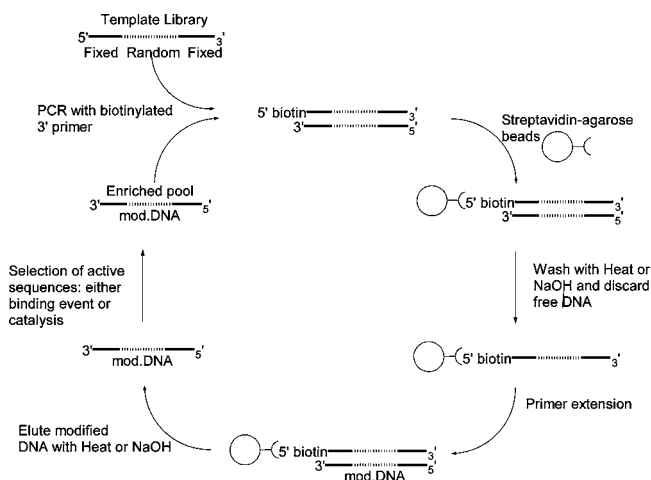 Template Library
5' 3'
Fixed Random Fixed
PCR with biotinylated
3' primer
5' biotin 3'
3' 5'
Streptavidin-agarose
beads
Enriched pool
3' 5'
mod.DNA
5' biotin 3'
3' 5'
Selection of active
sequences: either
binding event or
catalysis
Wash with Heat or
NaOH and discard
free DNA
3' 5'
mod.DNA
5' biotin 3'
Primer extension
Elute modified
DNA with Heat or NaOH
5' biotin 3'
3' 5'
mod.DNA